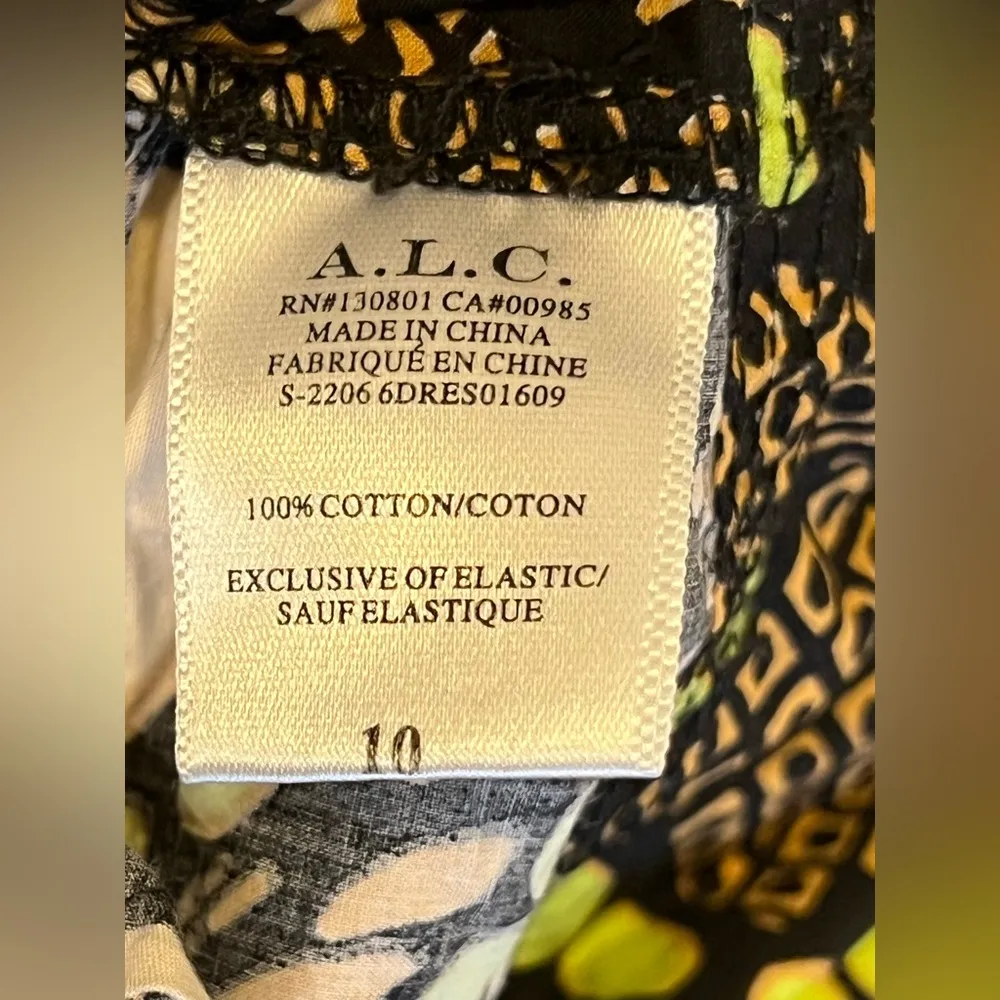 A.L.C.
RN#130801 CA#00985
MADE IN CHINA
FABRIQUÉ EN CHINE
S-2206 6DRES01609
100% COTTON/COTON
EXCLUSIVE OF ELASTIC/
SAUF ELASTIQUE
10